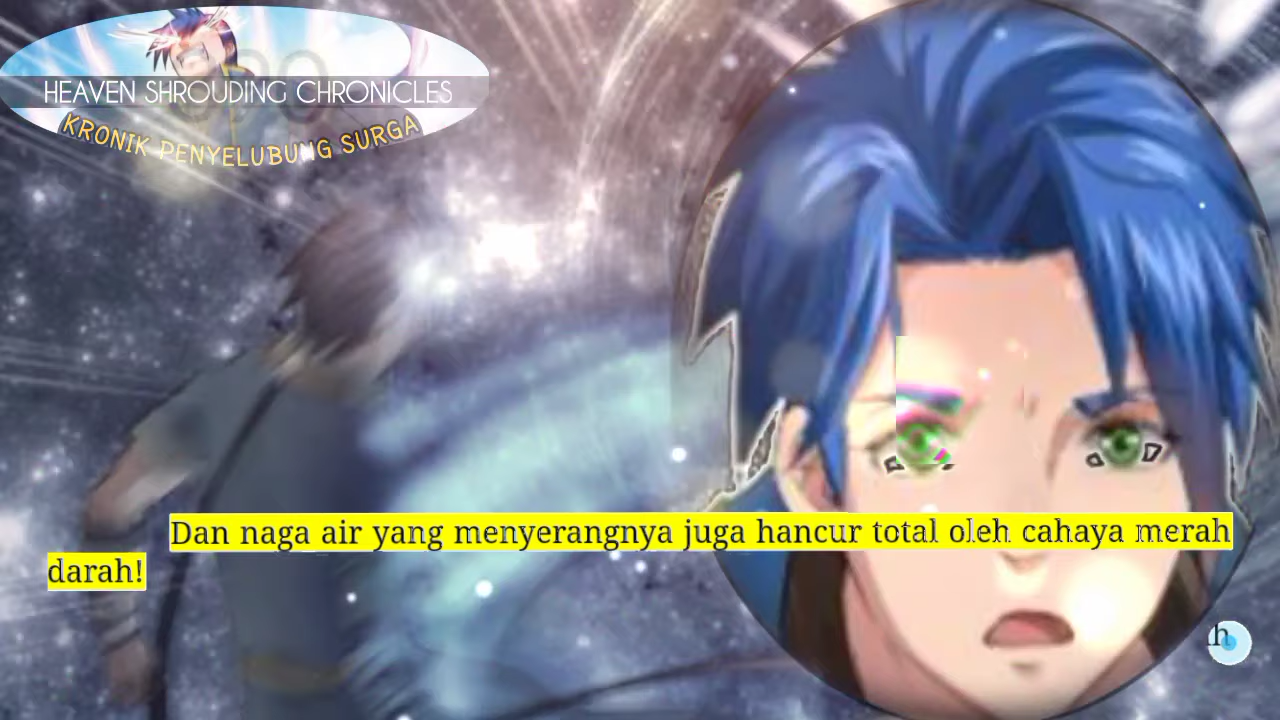 HEAVEN SHROUDING CHRONICLES
KRONIK PENYELUBUNG SURGA
Dan naga air yang menyerangnya juga hancur total oleh cahaya merah
darah!